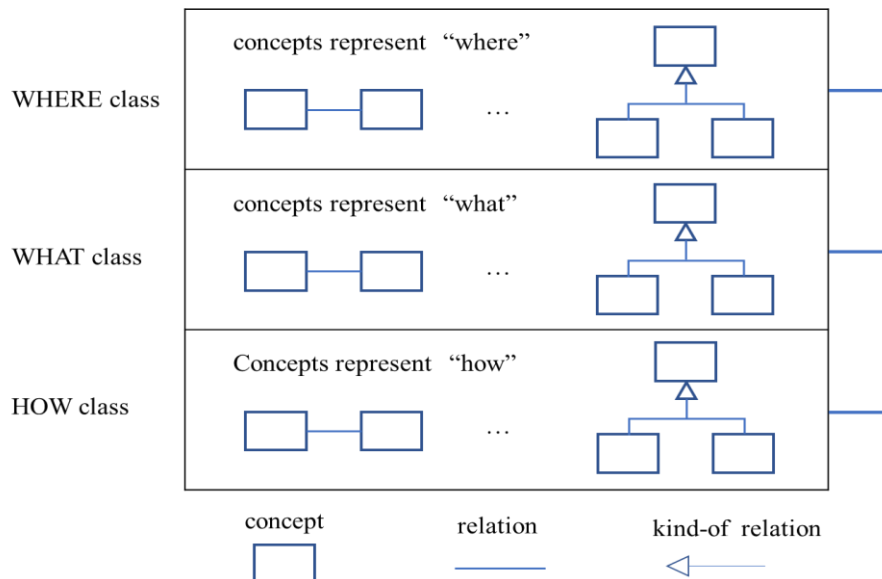 concepts represent “where”
WHERE class
…
concepts represent “what”
WHAT class
…
Concepts represent “how”
HOW class
…
concept relation kind-of relation